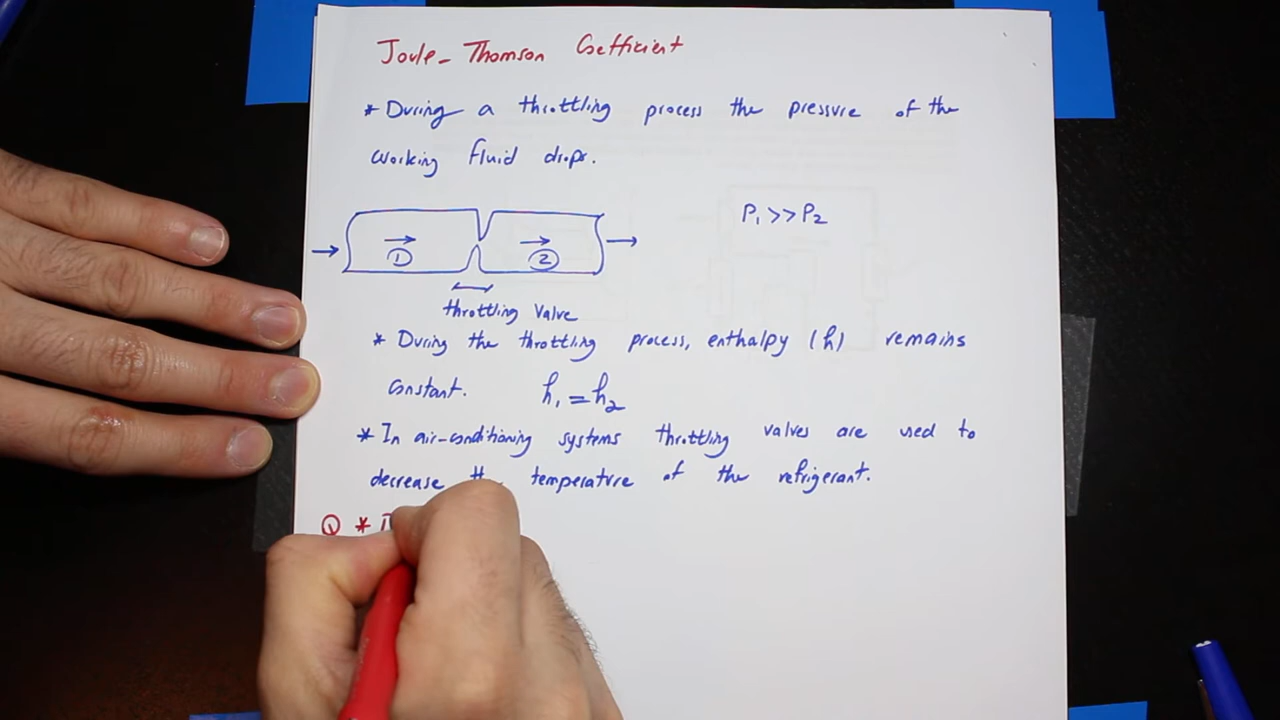 Joule-Thomson Coefficient
* During a throttling process the pressure of the
working fluid drops.
P1 >> P2
→ 1 → 2 →
throttling valve
* During the throttling process, enthalpy (h) remains
constant. h1 = h2
* In air-conditioning systems throttling valves are used to
decrease temperature of the refrigerant.
Q *